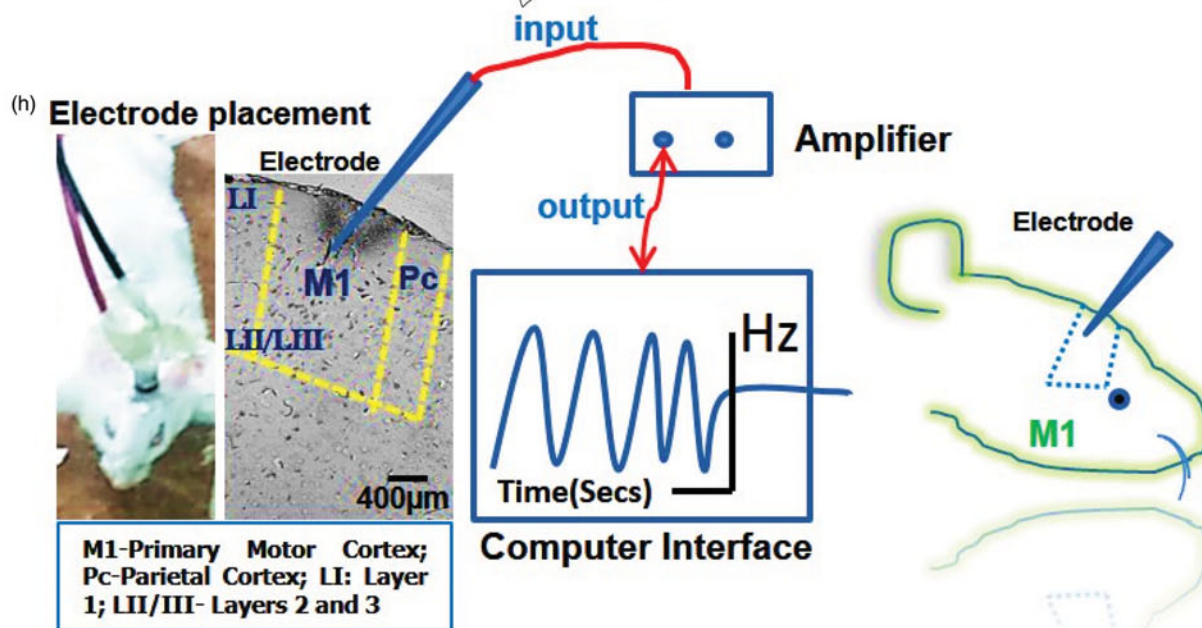 input
(h) Electrode placement
Electrode
Amplifier
LI
output
Electrode
M1
Pc
LII/LIII
Hz
400µm
Time(Secs)
M1
Computer Interface
M1-Primary Motor Cortex;
Pc-Parietal Cortex; LI: Layer
1; LII/III- Layers 2 and 3